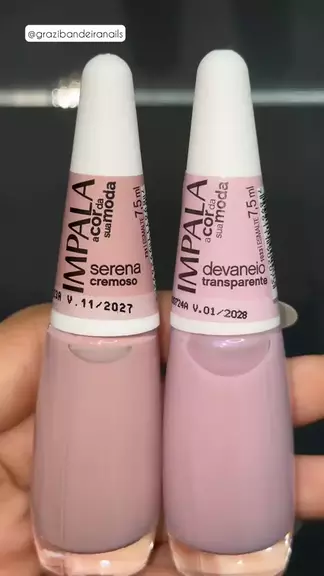 @grazibandeiranails
IMPALA
a cor da
sua moda
7,5 ml
serena
cremoso
V.11/2027
IMPALA
a cor da
sua moda
7,5 ml
devaneio
transparente
V.01/2028